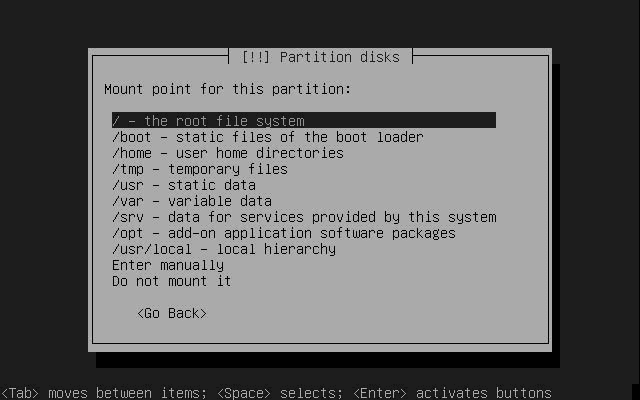 [!!] Partition disks
Mount point for this partition:
/ - the root file system
/boot - static files of the boot loader
/home - user home directories
/tmp - temporary files
/usr - static data
/var - variable data
/srv - data for services provided by this system
/opt - add-on application software packages
/usr/local - local hierarchy
Enter manually
Do not mount it
<Go Back>
<Tab> moves between items; <Space> selects; <Enter> activates buttons